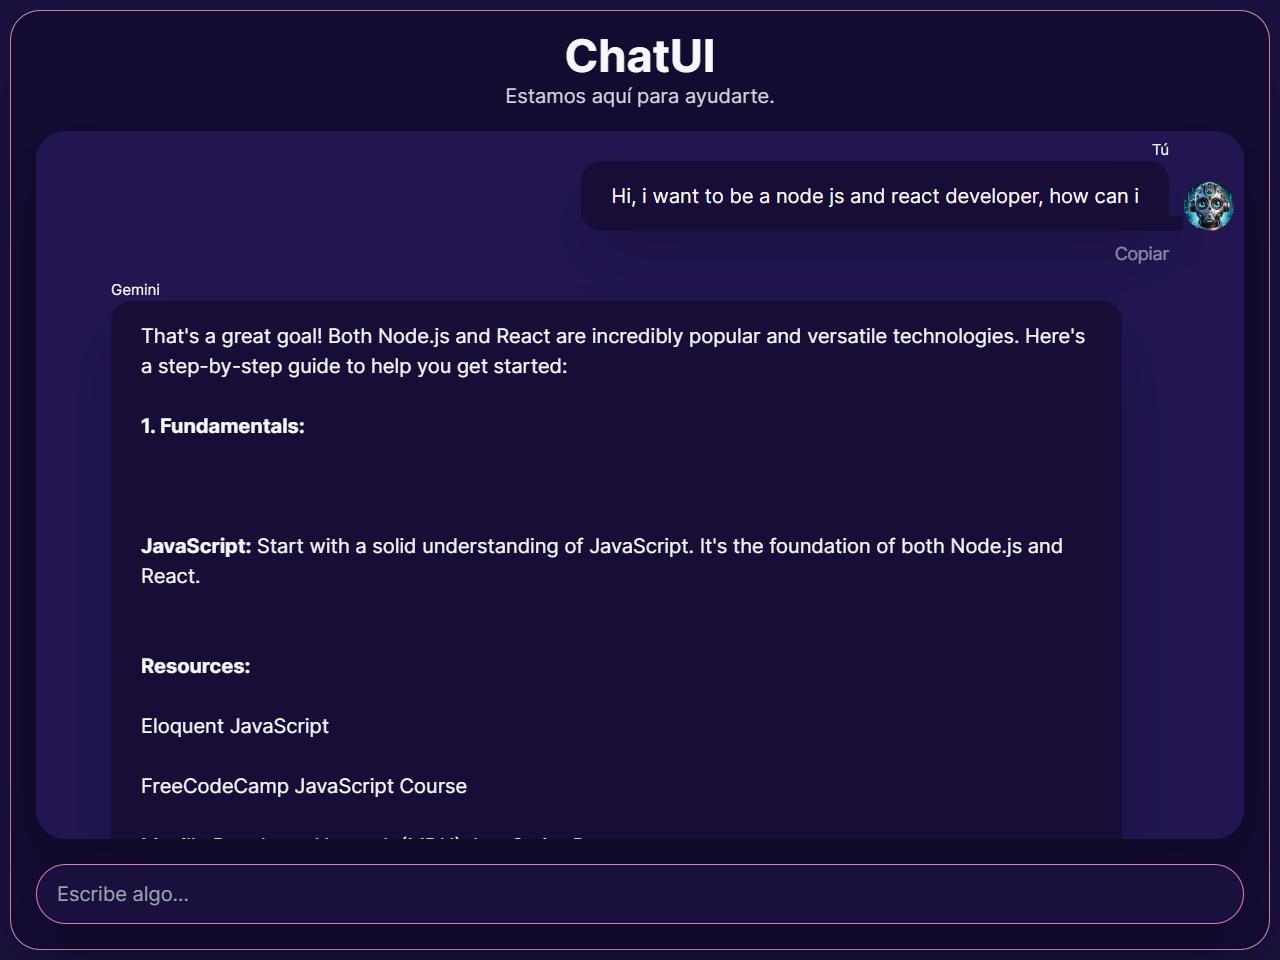 ChatUI
Estamos aquí para ayudarte.
Tú
Hi, i want to be a node js and react developer, how can i
Copiar
Gemini
That's a great goal! Both Node.js and React are incredibly popular and versatile technologies. Here's
a step-by-step guide to help you get started:
1. Fundamentals:
JavaScript: Start with a solid understanding of JavaScript. It's the foundation of both Node.js and
React.
Resources:
Eloquent JavaScript
FreeCodeCamp JavaScript Course
Escribe algo...